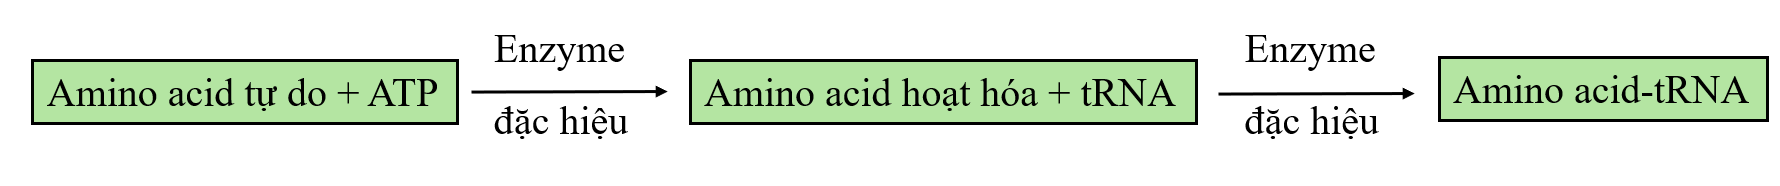 Amino acid tự do + ATP
Enzyme
đặc hiệu
Amino acid hoạt hóa + tRNA
Enzyme
đặc hiệu
Amino acid-tRNA